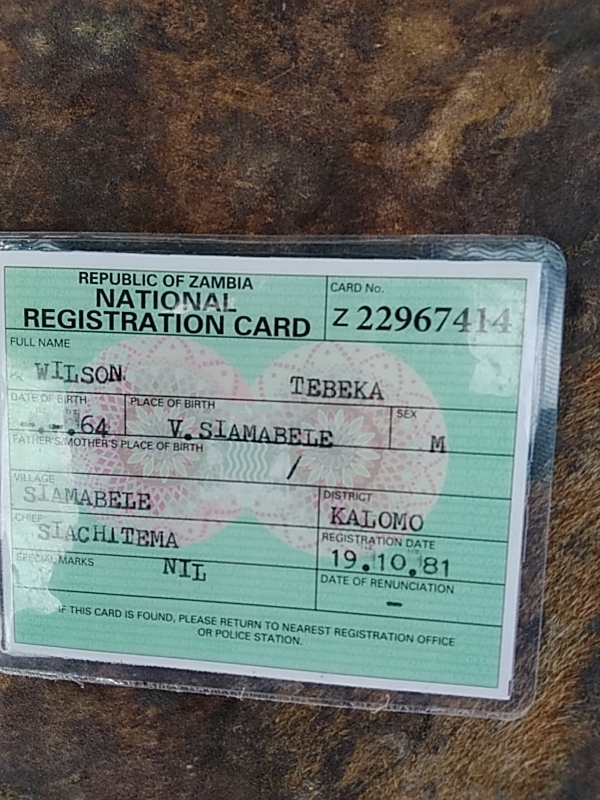 REPUBLIC OF ZAMBIA
NATIONAL
REGISTRATION CARD
CARD No.
Z 22967414
FULL NAME
WILSON TEBEKA
DATE OF BIRTH PLACE OF BIRTH SEX
-.-.64 V.SIAMABELE M
FATHER'S/MOTHER'S PLACE OF BIRTH
/
VILLAGE DISTRICT
SIAMABELE KALOMO
CHIEF REGISTRATION DATE
SIACHITEMA 19.10.81
SPECIAL MARKS NIL DATE OF RENUNCIATION
-
IF THIS CARD IS FOUND, PLEASE RETURN TO NEAREST REGISTRATION OFFICE
OR POLICE STATION.